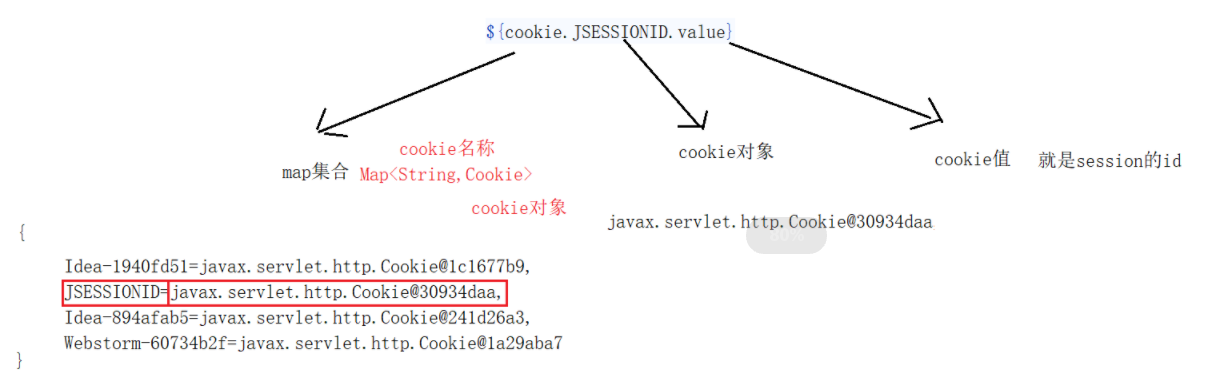 ${cookie.JSESSIONID.value}
cookie名称
map集合 Map<String,Cookie>
cookie对象
cookie对象
cookie值 就是session的id
javax.servlet.http.Cookie@30934daa
{
Idea-1940fd51=javax.servlet.http.Cookie@1c1677b9,
JSESSIONID=javax.servlet.http.Cookie@30934daa,
Idea-894afab5=javax.servlet.http.Cookie@241d26a3,
Webstorm-60734b2f=javax.servlet.http.Cookie@1a29aba7
}